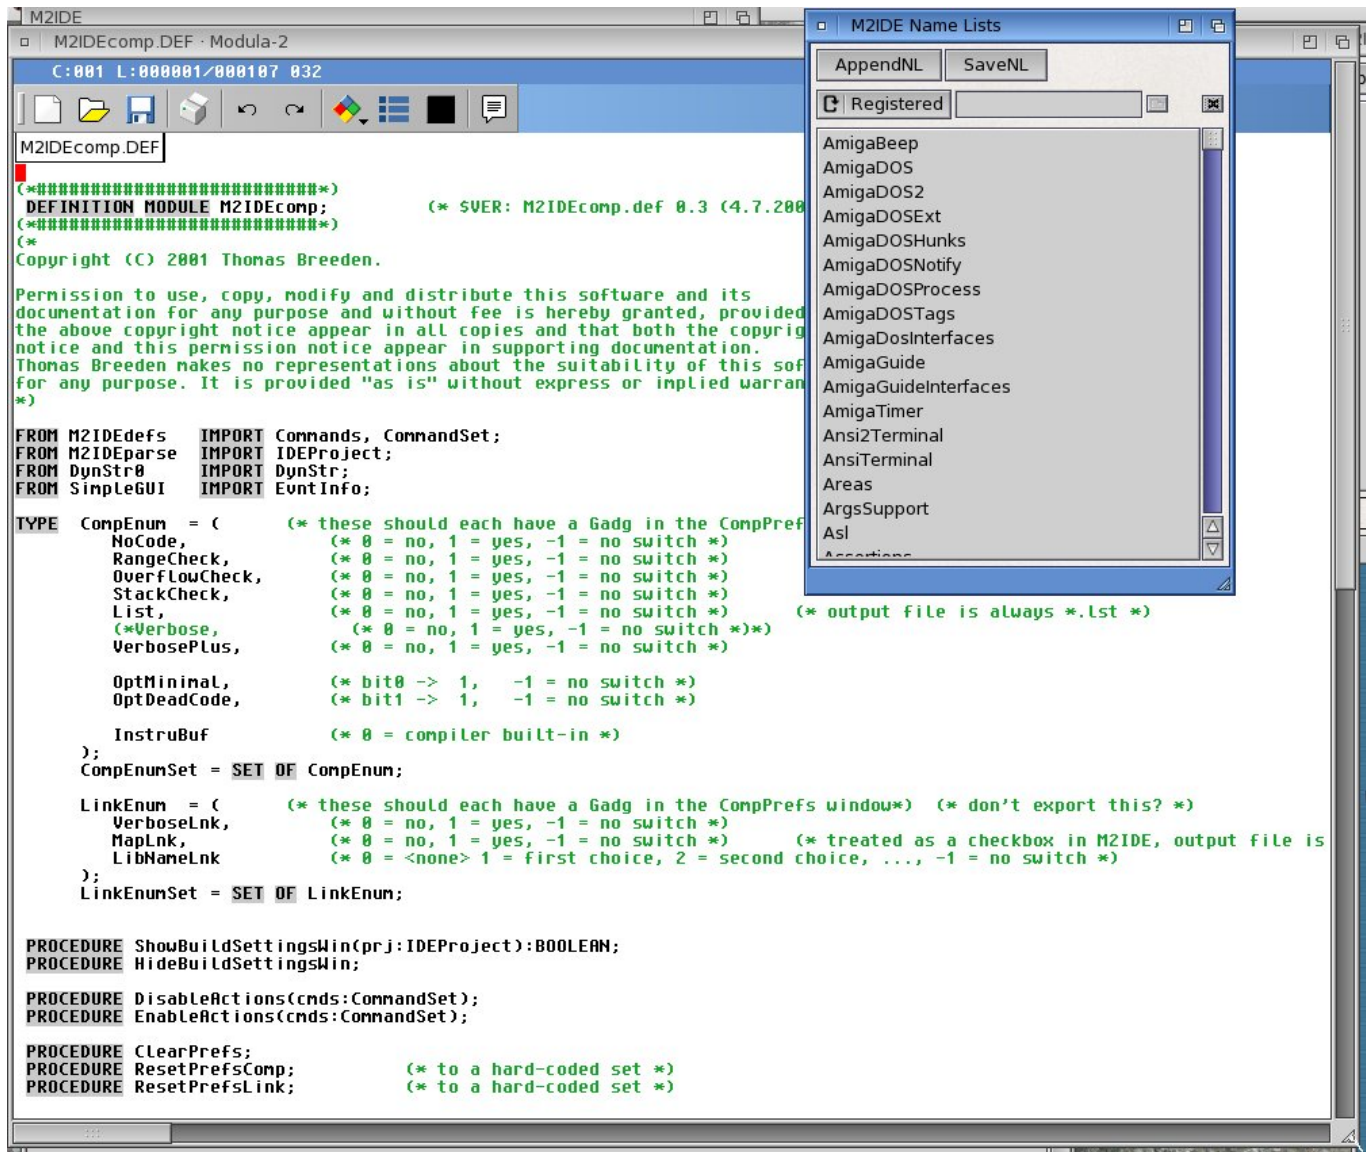 M2IDE
M2IDEcomp.DEF · Modula-2
C:001 L:000001/000107 032
M2IDEcomp.DEF
(*###########################*)
DEFINITION MODULE M2IDEcomp; (* $VER: M2IDEcomp.def 0.3 (4.7.200
(*###########################*)
(*
Copyright (C) 2001 Thomas Breeden.
Permission to use, copy, modify and distribute this software and its
documentation for any purpose and without fee is hereby granted, provided
the above copyright notice appear in all copies and that both the copyrig
notice and this permission notice appear in supporting documentation.
Thomas Breeden makes no representations about the suitability of this sof
for any purpose. It is provided "as is" without express or implied warran
*)
FROM M2IDEdefs IMPORT Commands, CommandSet;
FROM M2IDEparse IMPORT IDEProject;
FROM DynStr0 IMPORT DynStr;
FROM SimpleGUI IMPORT EvntInfo;
TYPE CompEnum = ( (* these should each have a Gadg in the CompPref
NoCode, (* 0 = no, 1 = yes, -1 = no switch *)
RangeCheck, (* 0 = no, 1 = yes, -1 = no switch *)
OverflowCheck, (* 0 = no, 1 = yes, -1 = no switch *)
StackCheck, (* 0 = no, 1 = yes, -1 = no switch *)
List, (* 0 = no, 1 = yes, -1 = no switch *) (* output file is always *.lst *)
(*Verbose, (* 0 = no, 1 = yes, -1 = no switch *)*)
VerbosePlus, (* 0 = no, 1 = yes, -1 = no switch *)
OptMinimal, (* bit0 -> 1, -1 = no switch *)
OptDeadCode, (* bit1 -> 1, -1 = no switch *)
InstruBuf (* 0 = compiler built-in *)
);
CompEnumSet = SET OF CompEnum;
LinkEnum = ( (* these should each have a Gadg in the CompPrefs window*) (* don't export this? *)
VerboseLnk, (* 0 = no, 1 = yes, -1 = no switch *)
MapLnk, (* 0 = no, 1 = yes, -1 = no switch *) (* treated as a checkbox in M2IDE, output file is
LibNameLnk (* 0 = <none> 1 = first choice, 2 = second choice, ..., -1 = no switch *)
);
LinkEnumSet = SET OF LinkEnum;
PROCEDURE ShowBuildSettingsWin(prj:IDEProject):BOOLEAN;
PROCEDURE HideBuildSettingsWin;
PROCEDURE DisableActions(cmds:CommandSet);
PROCEDURE EnableActions(cmds:CommandSet);
PROCEDURE ClearPrefs;
PROCEDURE ResetPrefsComp; (* to a hard-coded set *)
PROCEDURE ResetPrefsLink; (* to a hard-coded set *)
M2IDE Name Lists
AppendNL SaveNL
Registered
AmigaBeep
AmigaDOS
AmigaDOS2
AmigaDOSExt
AmigaDOSHunks
AmigaDOSNotify
AmigaDOSProcess
AmigaDOSTags
AmigaDosInterfaces
AmigaGuide
AmigaGuideInterfaces
AmigaTimer
Ansi2Terminal
AnsiTerminal
Areas
ArgsSupport
Asl